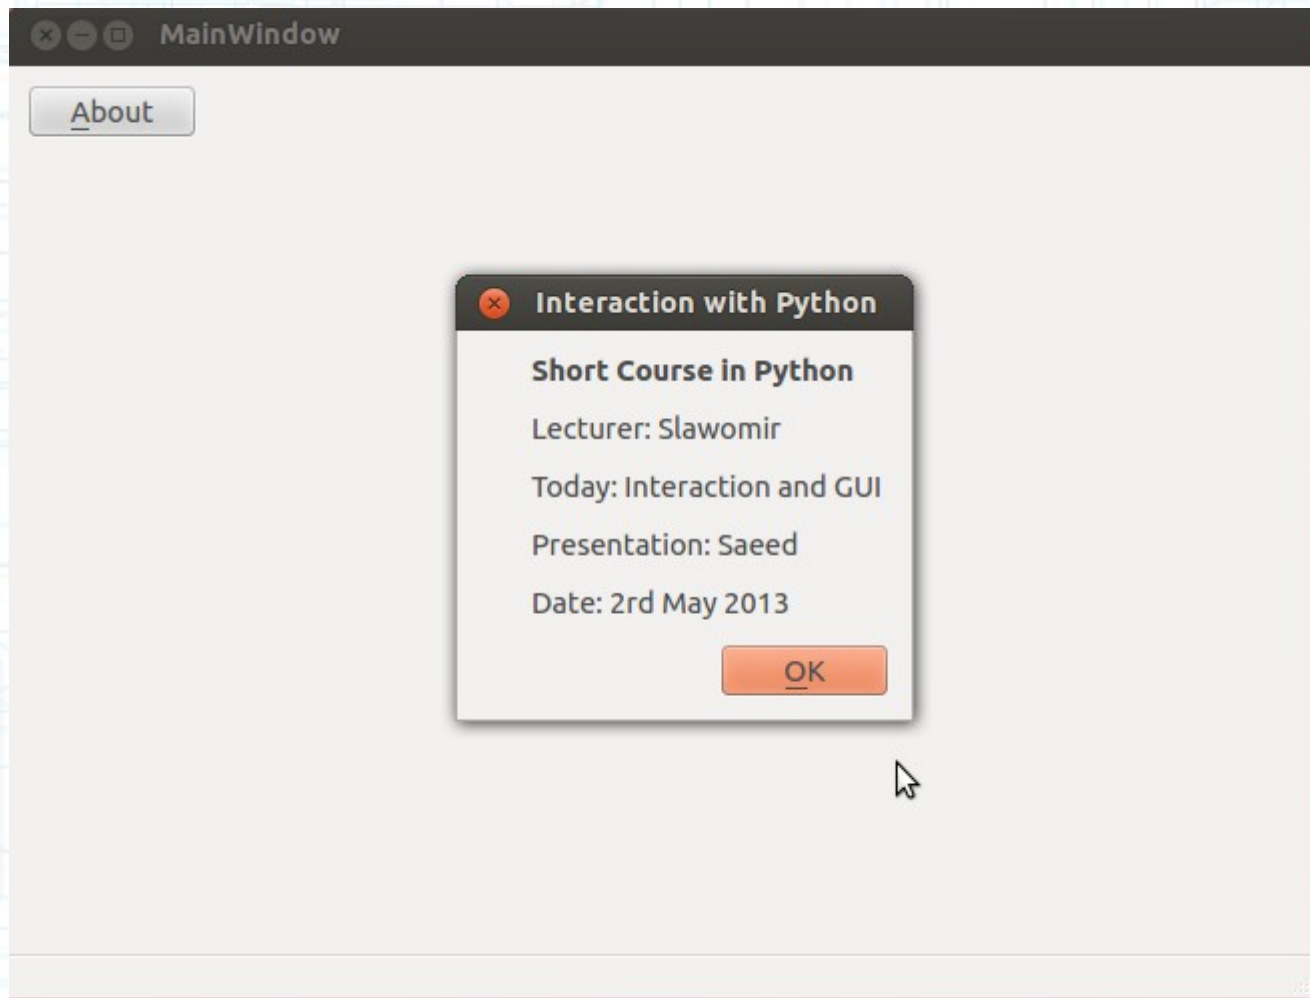 MainWindow
About
Interaction with Python
Short Course in Python
Lecturer: Slawomir
Today: Interaction and GUI
Presentation: Saeed
Date: 2rd May 2013
OK